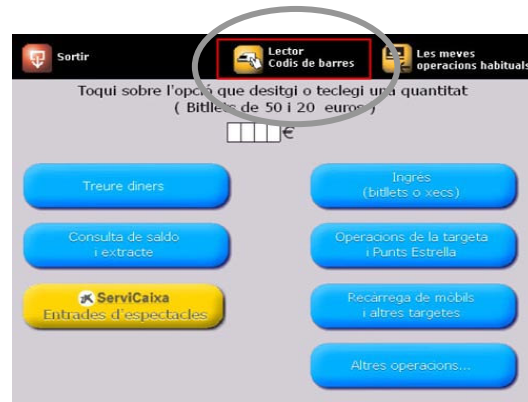 Sortir
Lector
Codis de barres
Les meves
operacions habituals
Toqui sobre l'opció que desitgi o teclegi una quantitat
( Bitllets de 50 i 20 euros )
€
Treure diners
Ingrés
(bitllets o xecs)
Consulta de saldo
i extracte
Operacions de la targeta
i Punts Estrella
ServiCaixa
Entrades d'espectacles
Recàrrega de mòbils
i altres targetes
Altres operacions...